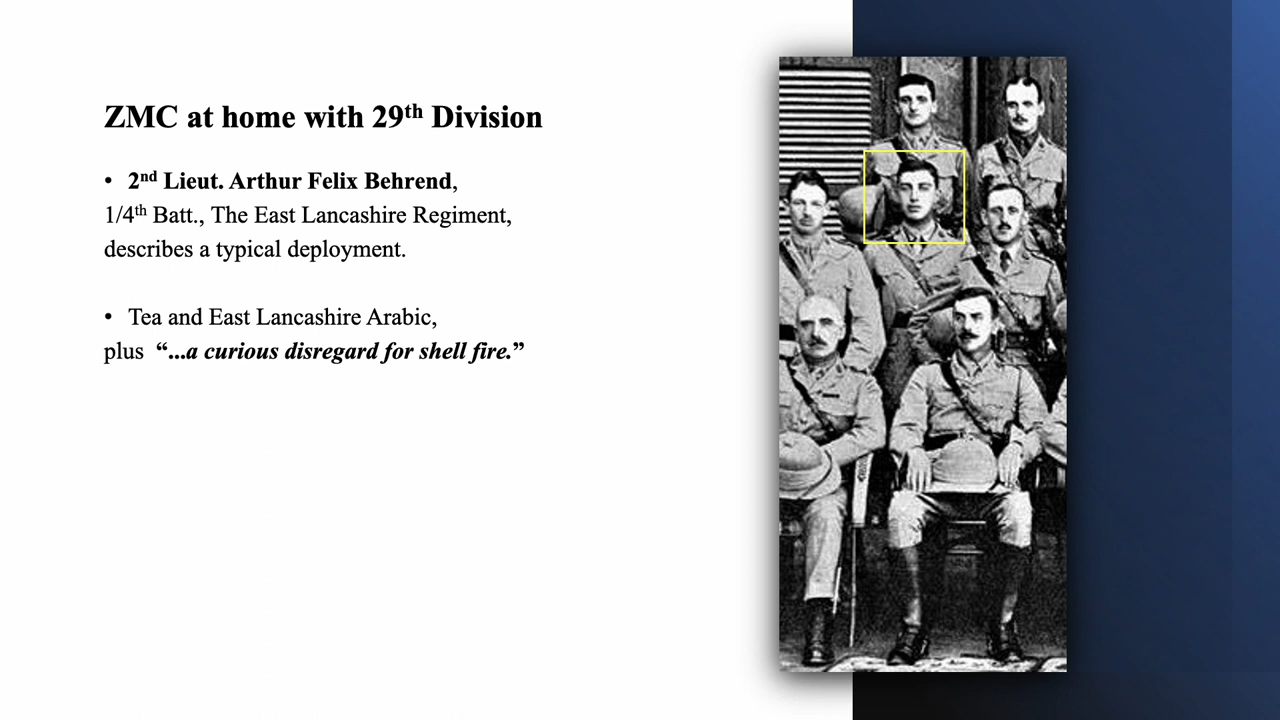 ZMC at home with 29th Division
• 2nd Lieut. Arthur Felix Behrend,
1/4th Batt., The East Lancashire Regiment,
describes a typical deployment.
• Tea and East Lancashire Arabic,
plus “...a curious disregard for shell fire.”